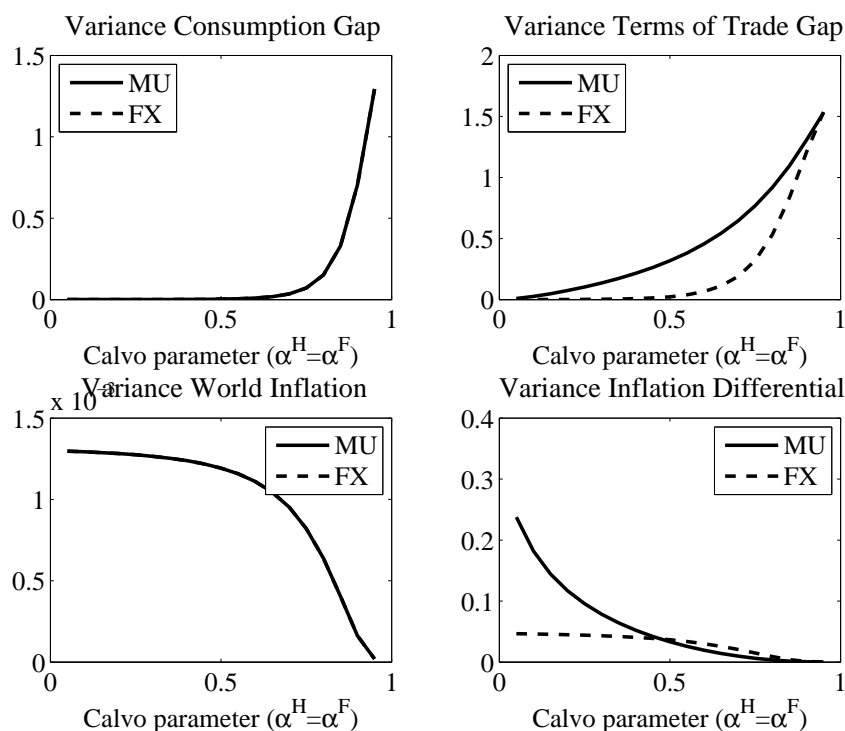 Variance Consumption Gap
1.5
1
0.5
0
MU
FX
0
0.5
1
Calvo parameter (α^H=α^F)
Variance Terms of Trade Gap
2
1.5
1
0.5
0
MU
FX
0
0.5
1
Calvo parameter (α^H=α^F)
Variance World Inflation
x 10^-3
1.5
1
0.5
0
MU
FX
0
0.5
1
Calvo parameter (α^H=α^F)
Variance Inflation Differential
0.4
0.3
0.2
0.1
0
MU
FX
0
0.5
1
Calvo parameter (α^H=α^F)